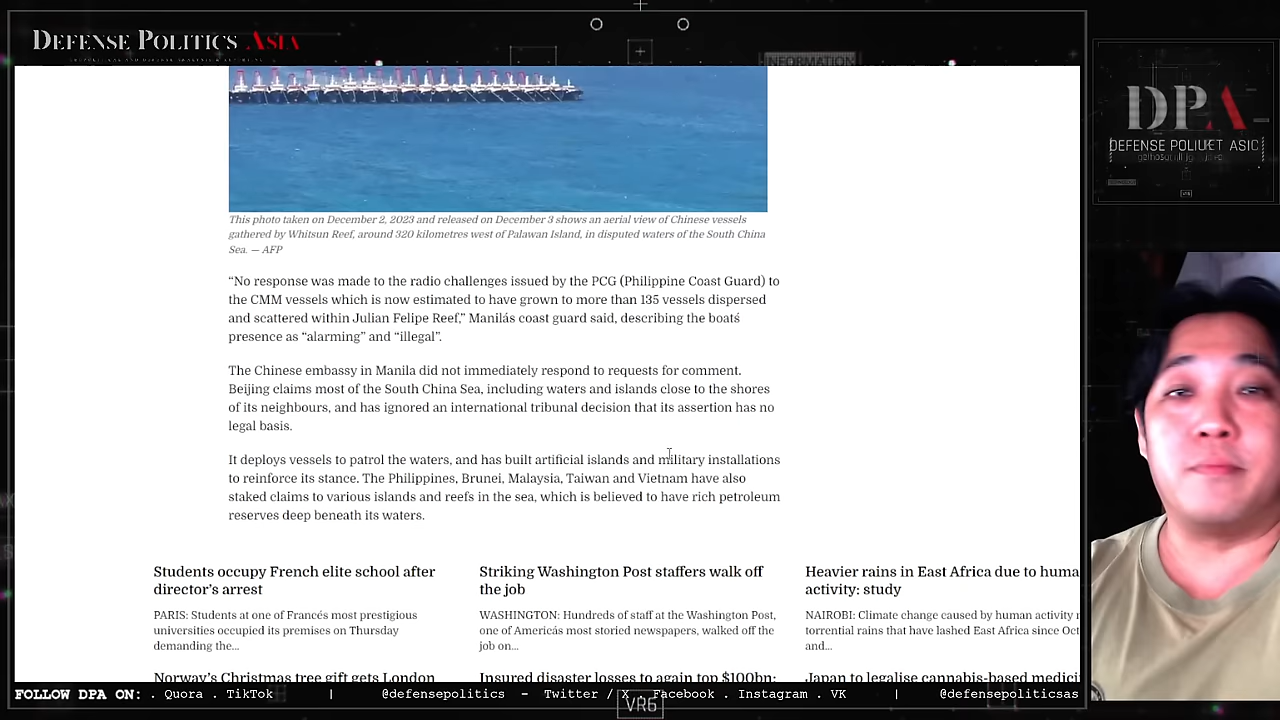 DEFENSE POLITICS ASIA
INFORMATION
DPA
This photo taken on December 2, 2023 and released on December 3 shows an aerial view of Chinese vessels
gathered by Whitsun Reef, around 320 kilometres west of Palawan Island, in disputed waters of the South China
Sea. — AFP
“No response was made to the radio challenges issued by the PCG (Philippine Coast Guard) to
the CMM vessels which is now estimated to have grown to more than 135 vessels dispersed
and scattered within Julian Felipe Reef,” Manilás coast guard said, describing the boatś
presence as “alarming” and “illegal”.
The Chinese embassy in Manila did not immediately respond to requests for comment.
Beijing claims most of the South China Sea, including waters and islands close to the shores
of its neighbours, and has ignored an international tribunal decision that its assertion has no
legal basis.
It deploys vessels to patrol the waters, and has built artificial islands and military installations
to reinforce its stance. The Philippines, Brunei, Malaysia, Taiwan and Vietnam have also
staked claims to various islands and reefs in the sea, which is believed to have rich petroleum
reserves deep beneath its waters.
Students occupy French elite school after
director’s arrest
PARIS: Students at one of Francés most prestigious
universities occupied its premises on Thursday
demanding the...
Striking Washington Post staffers walk off
the job
WASHINGTON: Hundreds of staff at the Washington Post,
one of Americás most storied newspapers, walked off the
job on...
Heavier rains in East Africa due to huma
activity: study
NAIROBI: Climate change caused by human activity
torrential rains that have lashed East Africa since Oct
and...
Norway’s Christmas tree gift gets London
Insured disaster losses to again top $100bn:
Japan to legalise cannabis-based medici
FOLLOW DPA ON: . Quora . TikTok | @defensepolitics - Twitter / X . Facebook . Instagram . VK | @defensepoliticsas
VR6